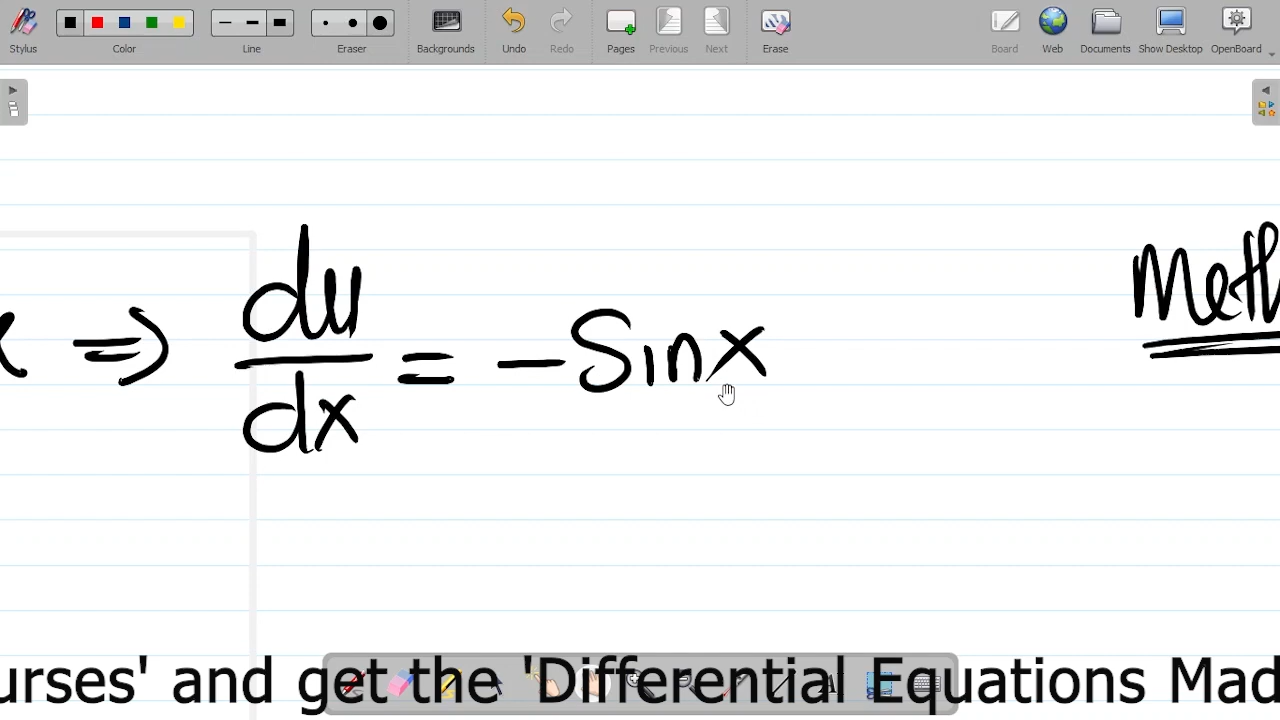 Stylus Color Line Eraser Backgrounds Undo Redo Pages Previous Next Erase Board Web Documents Show Desktop OpenBoard
⇒ du/dx = -Sinx
urses' and get the 'Differential Equations Mad